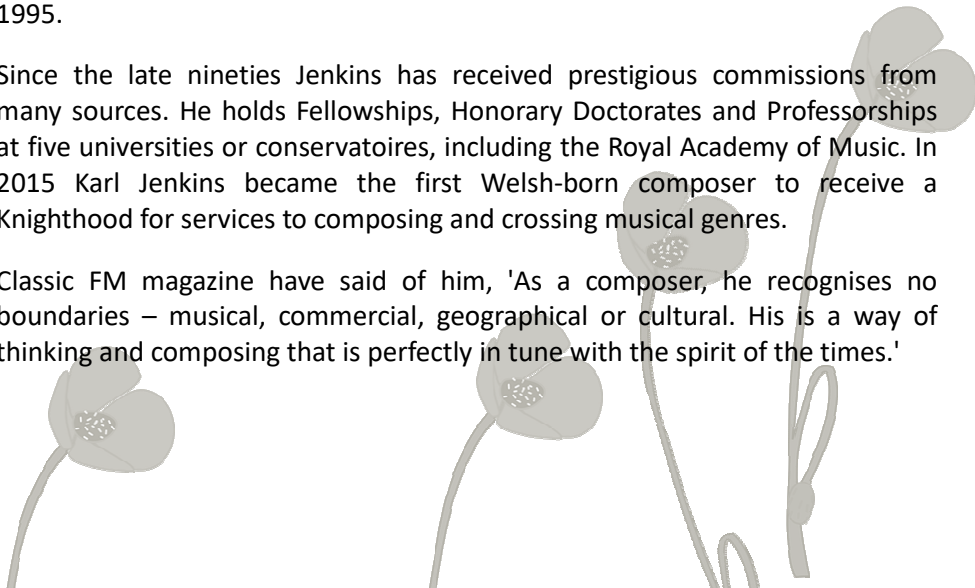 1995.
Since the late nineties Jenkins has received prestigious commissions from
many sources. He holds Fellowships, Honorary Doctorates and Professorships
at five universities or conservatoires, including the Royal Academy of Music. In
2015 Karl Jenkins became the first Welsh-born composer to receive a
Knighthood for services to composing and crossing musical genres.
Classic FM magazine have said of him, 'As a composer, he recognises no
boundaries – musical, commercial, geographical or cultural. His is a way of
thinking and composing that is perfectly in tune with the spirit of the times.'